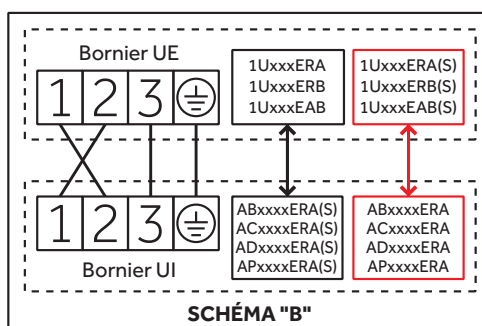 Bornier UE
1 2 3
1UxxxERA
1UxxxERB
1UxxxEAB
1UxxxERA(S)
1UxxxERB(S)
1UxxxEAB(S)
1 2 3
Bornier UI
ABxxxxERA(S)
ACxxxxERA(S)
ADxxxxERA(S)
APxxxxERA(S)
ABxxxxERA
ACxxxxERA
ADxxxxERA
APxxxxERA
SCHÉMA "B"